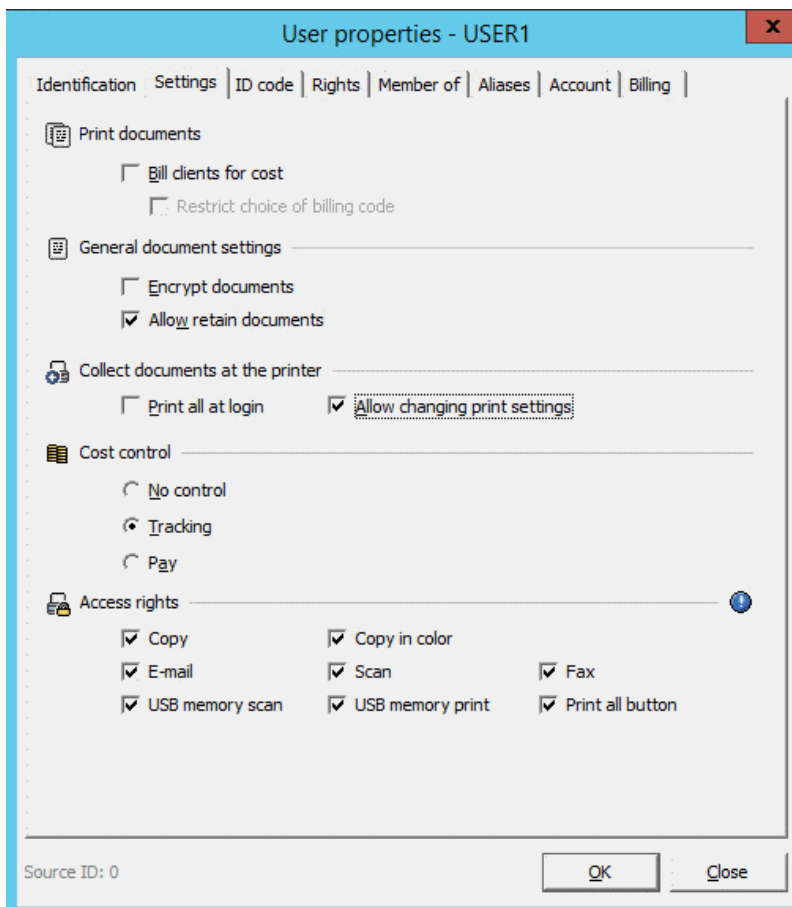 User properties - USER1
x
Identification Settings ID code Rights Member of Aliases Account Billing
Print documents
Bill clients for cost
Restrict choice of billing code
General document settings
Encrypt documents
Allow retain documents
Collect documents at the printer
Print all at login Allow changing print settings
Cost control
No control
Tracking
Pay
Access rights
Copy Copy in color
E-mail Scan Fax
USB memory scan USB memory print Print all button
Source ID: 0 OK Close